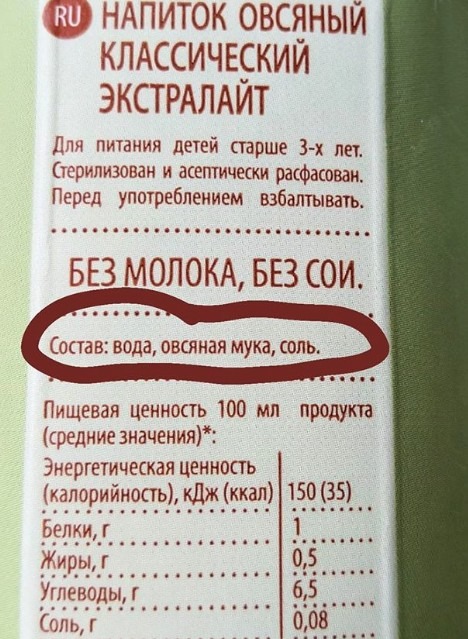 RU НАПИТОК ОВСЯНЫЙ
КЛАССИЧЕСКИЙ
ЭКСТРАЛАЙТ
Для питания детей старше 3-х лет.
Стерилизован и асептически расфасован.
Перед употреблением взбалтывать.
БЕЗ МОЛОКА, БЕЗ СОИ.
Состав: вода, овсяная мука, соль.
Пищевая ценность 100 мл продукта
(средние значения)*:
Энергетическая ценность
(калорийность), кДж (ккал) 150 (35)
Белки, г 1
Жиры, г 0,5
Углеводы, г 6,5
Соль, г 0,08